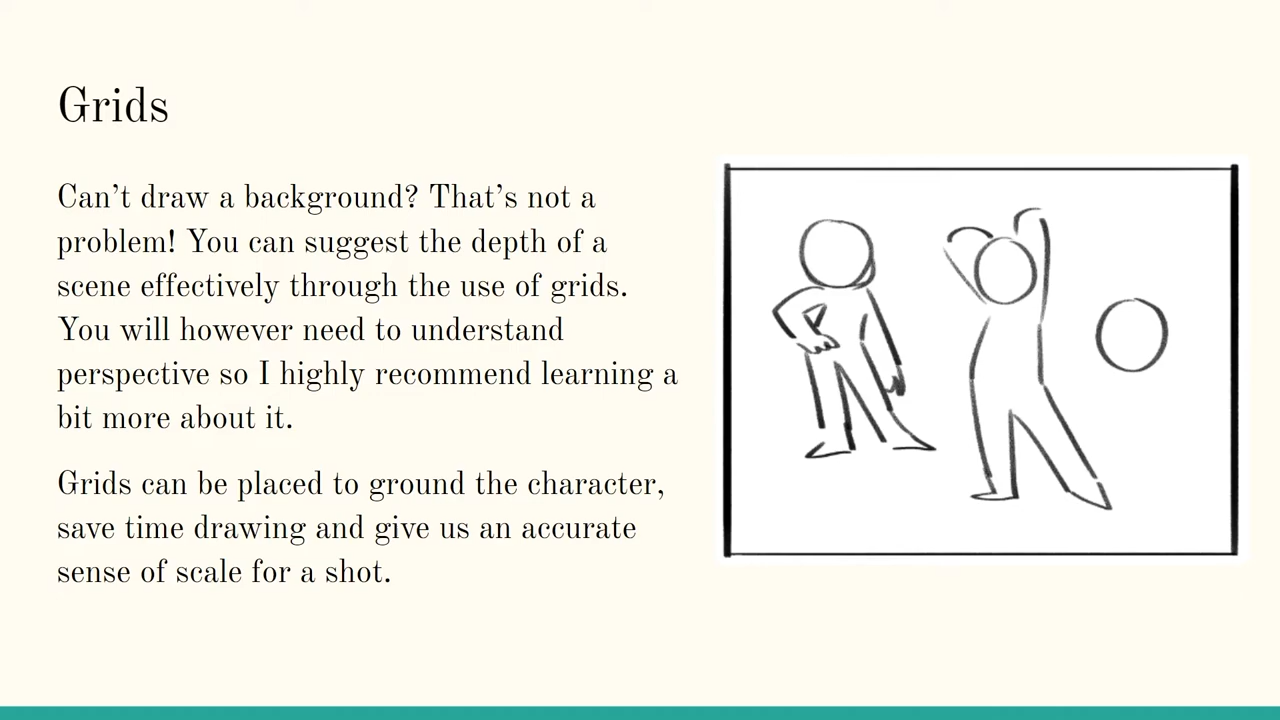 Grids
Can’t draw a background? That’s not a
problem! You can suggest the depth of a
scene effectively through the use of grids.
You will however need to understand
perspective so I highly recommend learning a
bit more about it.
Grids can be placed to ground the character,
save time drawing and give us an accurate
sense of scale for a shot.